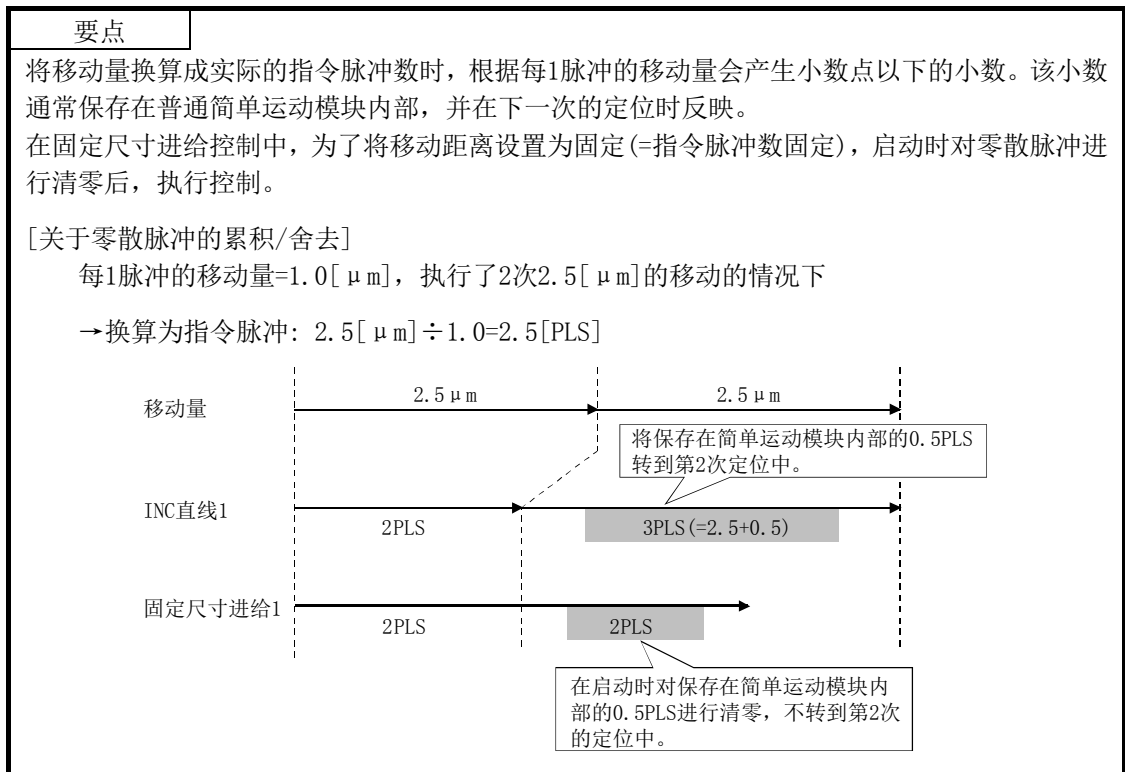 要点
将移动量换算成实际的指令脉冲数时，根据每1脉冲的移动量会产生小数点以下的小数。该小数
通常保存在普通简单运动模块内部，并在下一次的定位时反映。
在固定尺寸进给控制中，为了将移动距离设置为固定(=指令脉冲数固定)，启动时对零散脉冲进
行清零后，执行控制。
[关于零散脉冲的累积/舍去]
每1脉冲的移动量=1.0[μm]，执行了2次2.5[μm]的移动的情况下
→换算为指令脉冲: 2.5[μm]÷1.0=2.5[PLS]
移动量
2.5μm
2.5μm
将保存在简单运动模块内部的0.5PLS
转到第2次定位中。
INC直线1
2PLS
3PLS(=2.5+0.5)
固定尺寸进给1
2PLS
2PLS
在启动时对保存在简单运动模块内
部的0.5PLS进行清零，不转到第2次
的定位中。